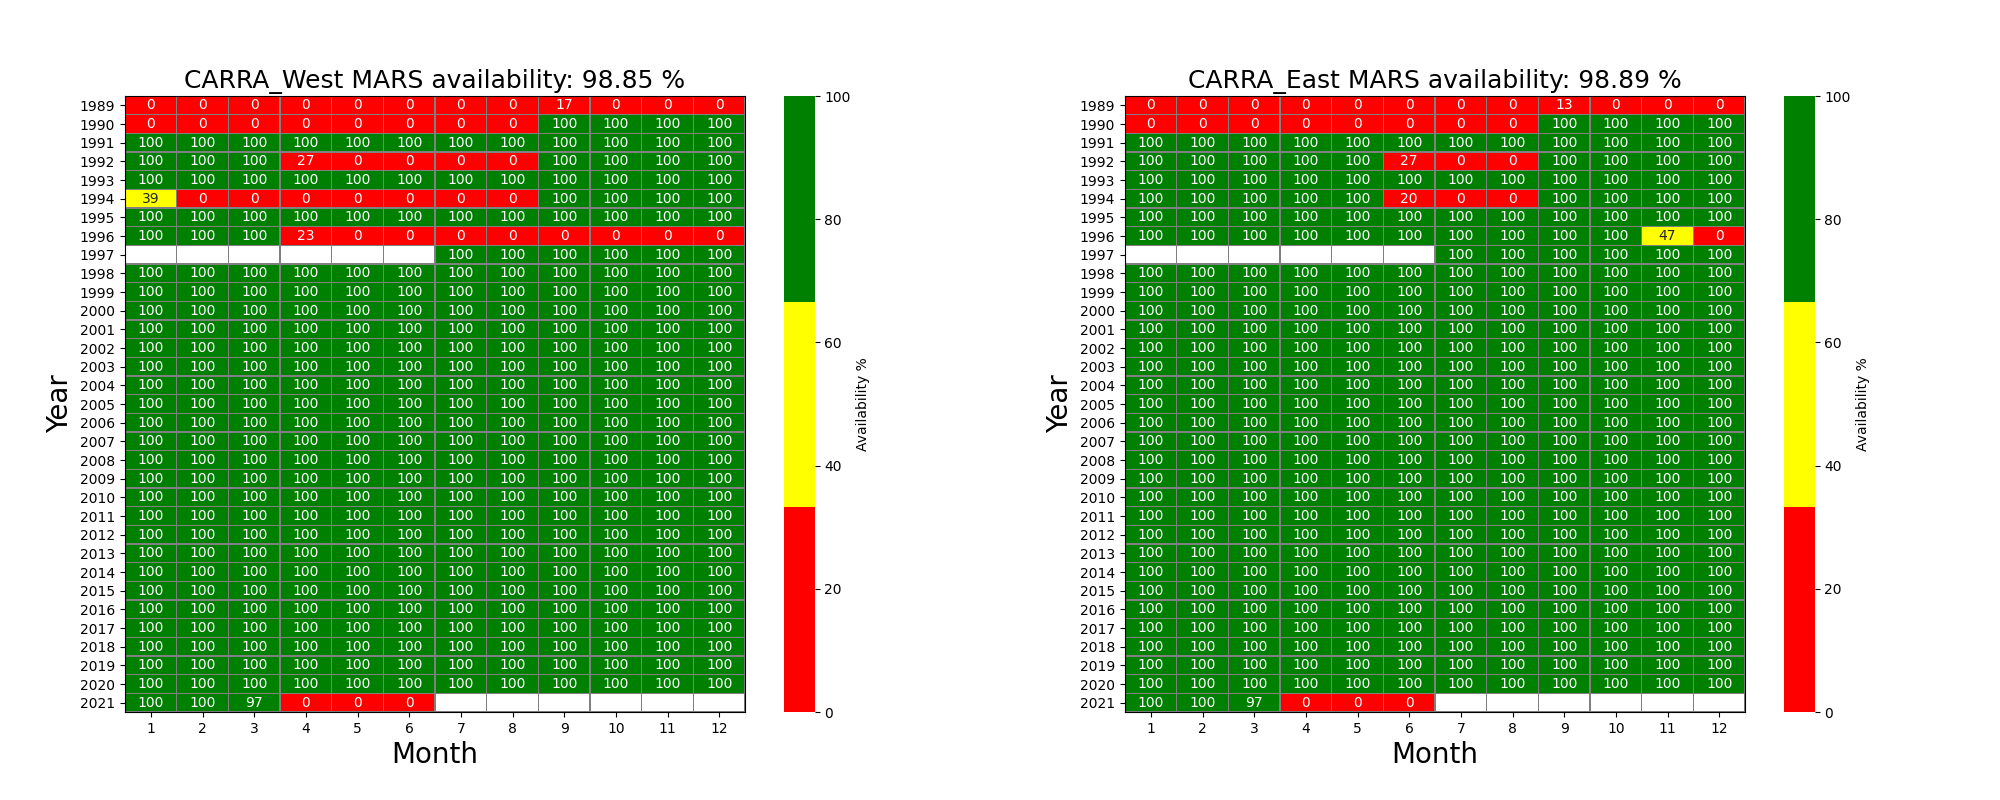 CARRA_West MARS availability: 98.85 %
1989 0 0 0 0 0 0 0 0 17 0 0 0
1990 0 0 0 0 0 0 0 0 100 100 100 100
1991 100 100 100 100 100 100 100 100 100 100 100 100
1992 100 100 100 27 0 0 0 0 100 100 100 100
1993 100 100 100 100 100 100 100 100 100 100 100 100
1994 39 0 0 0 0 0 0 0 100 100 100 100
1995 100 100 100 100 100 100 100 100 100 100 100 100
1996 100 100 100 23 0 0 0 0 0 0 0 0
1997 100 100 100 100 100 100
1998 100 100 100 100 100 100 100 100 100 100 100 100
1999 100 100 100 100 100 100 100 100 100 100 100 100
2000 100 100 100 100 100 100 100 100 100 100 100 100
2001 100 100 100 100 100 100 100 100 100 100 100 100
2002 100 100 100 100 100 100 100 100 100 100 100 100
2003 100 100 100 100 100 100 100 100 100 100 100 100
2004 100 100 100 100 100 100 100 100 100 100 100 100
2005 100 100 100 100 100 100 100 100 100 100 100 100
2006 100 100 100 100 100 100 100 100 100 100 100 100
2007 100 100 100 100 100 100 100 100 100 100 100 100
2008 100 100 100 100 100 100 100 100 100 100 100 100
2009 100 100 100 100 100 100 100 100 100 100 100 100
2010 100 100 100 100 100 100 100 100 100 100 100 100
2011 100 100 100 100 100 100 100 100 100 100 100 100
2012 100 100 100 100 100 100 100 100 100 100 100 100
2013 100 100 100 100 100 100 100 100 100 100 100 100
2014 100 100 100 100 100 100 100 100 100 100 100 100
2015 100 100 100 100 100 100 100 100 100 100 100 100
2016 100 100 100 100 100 100 100 100 100 100 100 100
2017 100 100 100 100 100 100 100 100 100 100 100 100
2018 100 100 100 100 100 100 100 100 100 100 100 100
2019 100 100 100 100 100 100 100 100 100 100 100 100
2020 100 100 100 100 100 100 100 100 100 100 100 100
2021 100 100 97 0 0 0
1 2 3 4 5 6 7 8 9 10 11 12
Month
Year
100
80
60
40
20
0
Availability %
CARRA_East MARS availability: 98.89 %
1989 0 0 0 0 0 0 0 0 13 0 0 0
1990 0 0 0 0 0 0 0 0 100 100 100 100
1991 100 100 100 100 100 100 100 100 100 100 100 100
1992 100 100 100 100 100 27 0 0 100 100 100 100
1993 100 100 100 100 100 100 100 100 100 100 100 100
1994 100 100 100 100 100 20 0 0 100 100 100 100
1995 100 100 100 100 100 100 100 100 100 100 100 100
1996 100 100 100 100 100 100 100 100 100 100 47 0
1997 100 100 100 100 100 100
1998 100 100 100 100 100 100 100 100 100 100 100 100
1999 100 100 100 100 100 100 100 100 100 100 100 100
2000 100 100 100 100 100 100 100 100 100 100 100 100
2001 100 100 100 100 100 100 100 100 100 100 100 100
2002 100 100 100 100 100 100 100 100 100 100 100 100
2003 100 100 100 100 100 100 100 100 100 100 100 100
2004 100 100 100 100 100 100 100 100 100 100 100 100
2005 100 100 100 100 100 100 100 100 100 100 100 100
2006 100 100 100 100 100 100 100 100 100 100 100 100
2007 100 100 100 100 100 100 100 100 100 100 100 100
2008 100 100 100 100 100 100 100 100 100 100 100 100
2009 100 100 100 100 100 100 100 100 100 100 100 100
2010 100 100 100 100 100 100 100 100 100 100 100 100
2011 100 100 100 100 100 100 100 100 100 100 100 100
2012 100 100 100 100 100 100 100 100 100 100 100 100
2013 100 100 100 100 100 100 100 100 100 100 100 100
2014 100 100 100 100 100 100 100 100 100 100 100 100
2015 100 100 100 100 100 100 100 100 100 100 100 100
2016 100 100 100 100 100 100 100 100 100 100 100 100
2017 100 100 100 100 100 100 100 100 100 100 100 100
2018 100 100 100 100 100 100 100 100 100 100 100 100
2019 100 100 100 100 100 100 100 100 100 100 100 100
2020 100 100 100 100 100 100 100 100 100 100 100 100
2021 100 100 97 0 0 0
1 2 3 4 5 6 7 8 9 10 11 12
Month
Year
100
80
60
40
20
0
Availability %